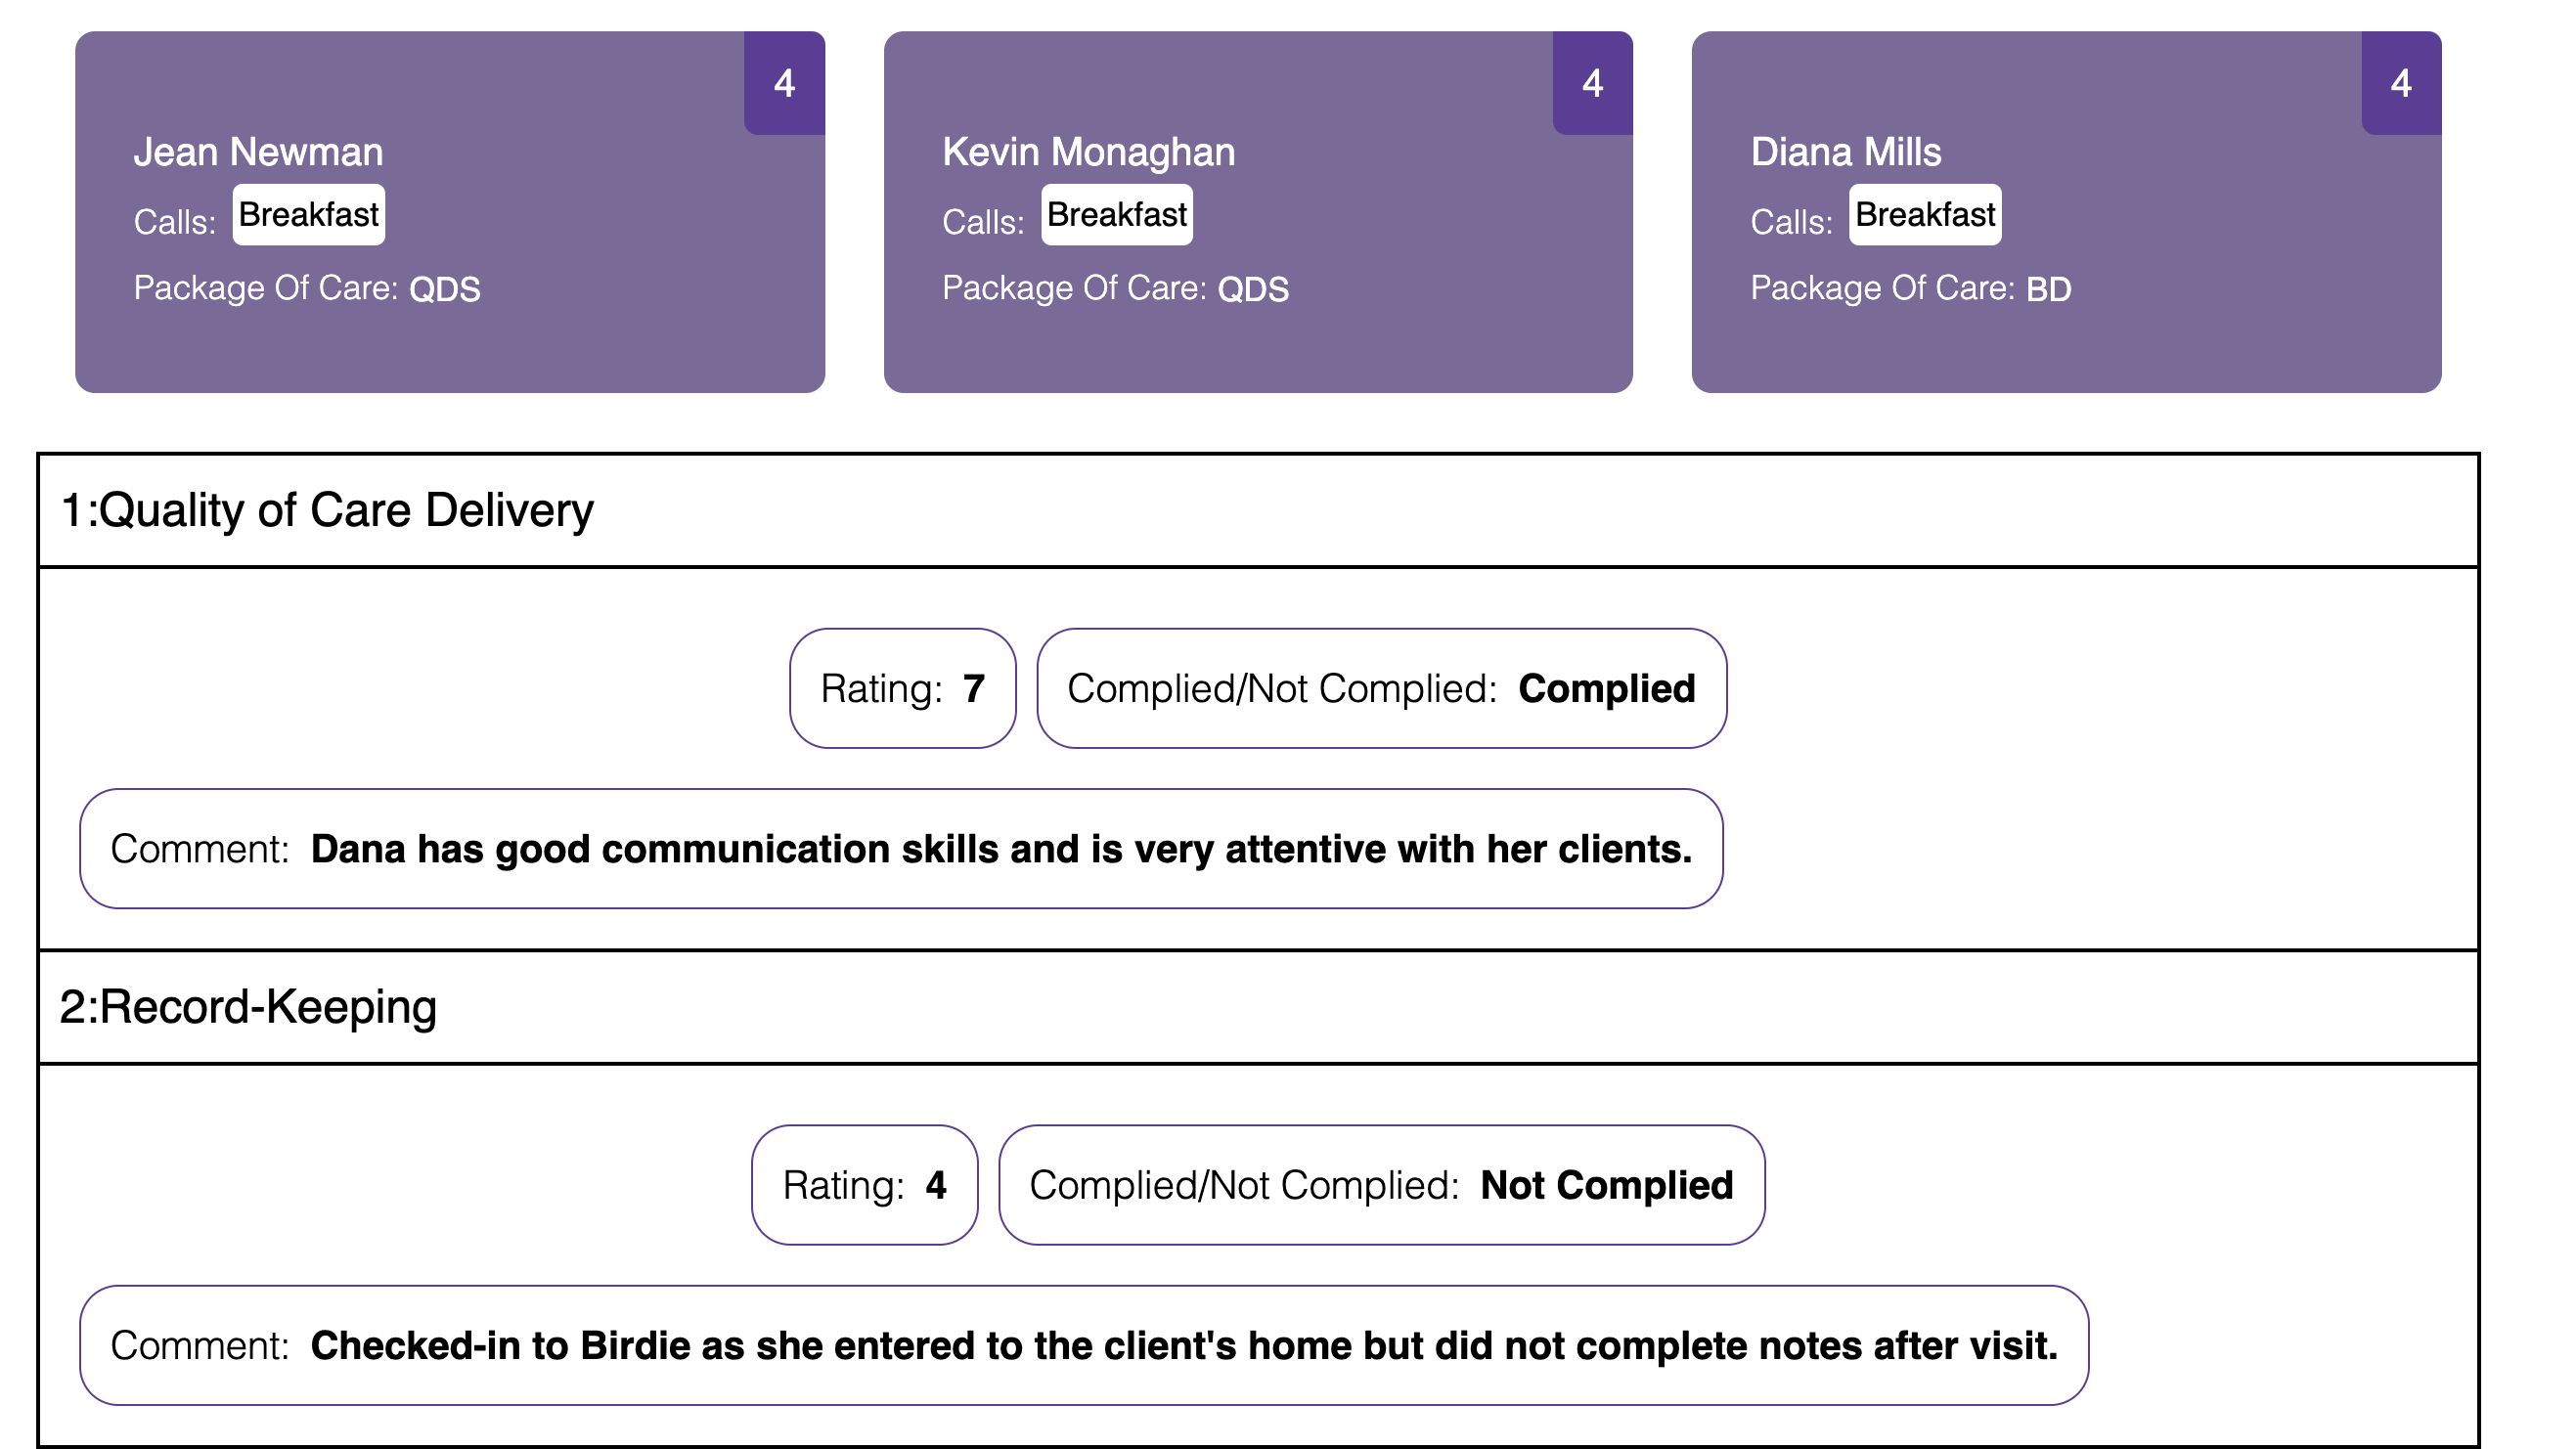 4
Jean Newman
Calls: Breakfast
Package Of Care: QDS
4
Kevin Monaghan
Calls: Breakfast
Package Of Care: QDS
4
Diana Mills
Calls: Breakfast
Package Of Care: BD
1:Quality of Care Delivery
Rating: 7 Complied/Not Complied: Complied
Comment: Dana has good communication skills and is very attentive with her clients.
2:Record-Keeping
Rating: 4 Complied/Not Complied: Not Complied
Comment: Checked-in to Birdie as she entered to the client's home but did not complete notes after visit.